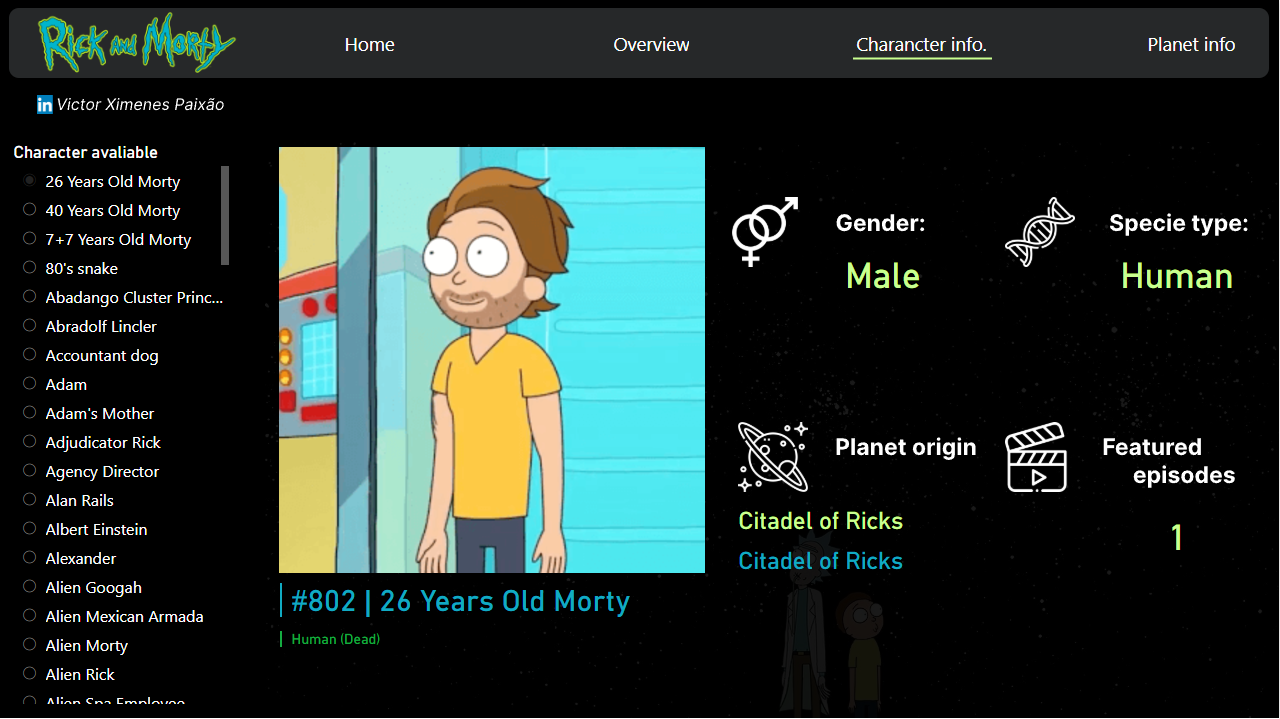 Rick and Morty
Home
Overview
Charancter info.
Planet info
in Victor Ximenes Paixão
Character avaliable
26 Years Old Morty
40 Years Old Morty
7+7 Years Old Morty
80's snake
Abadango Cluster Princ...
Abradolf Lincler
Accountant dog
Adam
Adam's Mother
Adjudicator Rick
Agency Director
Alan Rails
Albert Einstein
Alexander
Alien Googah
Alien Mexican Armada
Alien Morty
Alien Rick
Alien Spa Employee
#802 | 26 Years Old Morty
Human (Dead)
Gender:
Male
Specie type:
Human
Planet origin
Citadel of Ricks
Citadel of Ricks
Featured
episodes
1